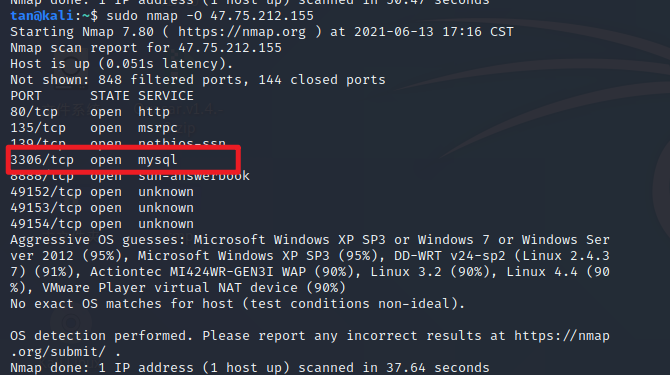 Nmap done: 1 IP address (1 host up) scanned in 50.47 seconds
tan@kali:~$ sudo nmap -O 47.75.212.155
Starting Nmap 7.80 ( https://nmap.org ) at 2021-06-13 17:16 CST
Nmap scan report for 47.75.212.155
Host is up (0.051s latency).
Not shown: 848 filtered ports, 144 closed ports
PORT      STATE SERVICE
80/tcp    open  http
135/tcp   open  msrpc
139/tcp   open  netbios-ssn
3306/tcp  open  mysql
8888/tcp  open  sun-answerbook
49152/tcp open  unknown
49153/tcp open  unknown
49154/tcp open  unknown
Aggressive OS guesses: Microsoft Windows XP SP3 or Windows 7 or Windows Ser
ver 2012 (95%), Microsoft Windows XP SP3 (95%), DD-WRT v24-sp2 (Linux 2.4.3
7) (91%), Actiontec MI424WR-GEN3I WAP (90%), Linux 3.2 (90%), Linux 4.4 (90
%), VMware Player virtual NAT device (90%)
No exact OS matches for host (test conditions non-ideal).
OS detection performed. Please report any incorrect results at https://nmap
.org/submit/ .
Nmap done: 1 IP address (1 host up) scanned in 37.64 seconds